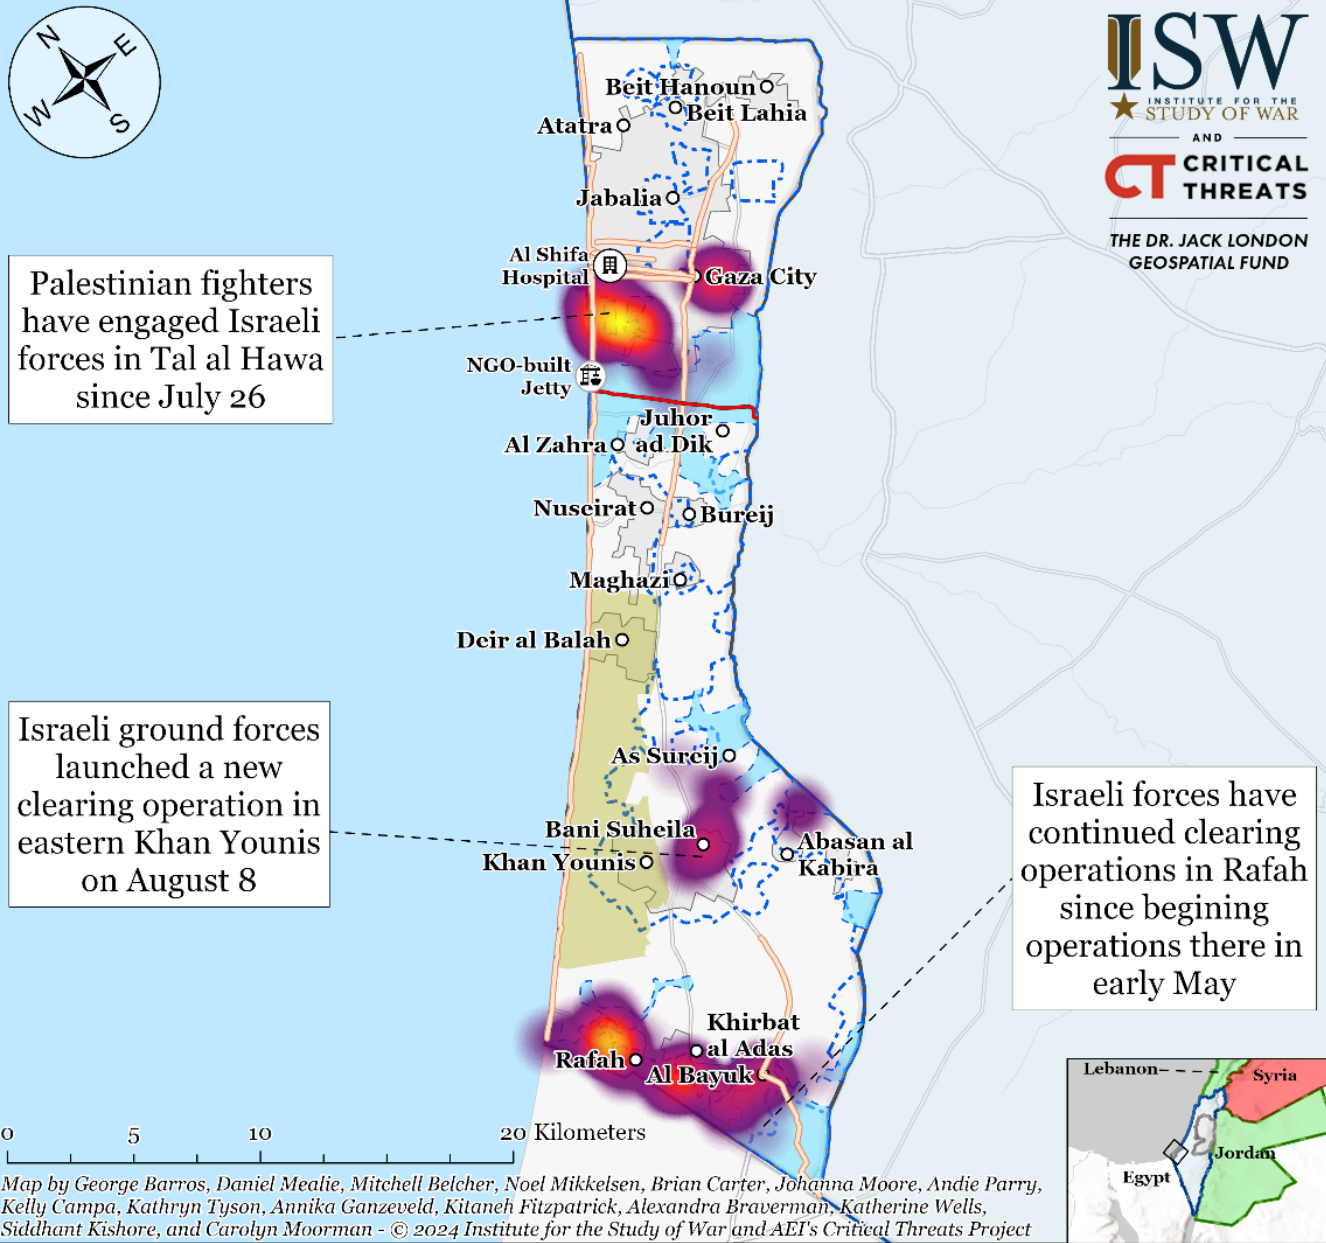 N
E
W
S
ISW
INSTITUTE FOR THE
STUDY OF WAR
AND
CT CRITICAL
THREATS
THE DR. JACK LONDON
GEOSPATIAL FUND
Beit Hanoun
Beit Lahia
Atatra
Jabalia
Al Shifa
Hospital
Gaza City
Palestinian fighters
have engaged Israeli
forces in Tal al Hawa
since July 26
NGO-built
Jetty
Juhor
ad Dik
Al Zahra
Nuseirat
Bureij
Maghazi
Deir al Balah
Israeli ground forces
launched a new
clearing operation in
eastern Khan Younis
on August 8
As Sureij
Bani Suheila
Khan Younis
Abasan al
Kabira
Israeli forces have
continued clearing
operations in Rafah
since begining
operations there in
early May
Khirbat
al Adas
Rafah
Al Bayuk
Lebanon
Syria
Jordan
Egypt
0 5 10 20 Kilometers
Map by George Barros, Daniel Mealie, Mitchell Belcher, Noel Mikkelsen, Brian Carter, Johanna Moore, Andie Parry,
Kelly Campa, Kathryn Tyson, Annika Ganzeveld, Kitaneh Fitzpatrick, Alexandra Braverman, Katherine Wells,
Siddhant Kishore, and Carolyn Moorman - © 2024 Institute for the Study of War and AEI's Critical Threats Project